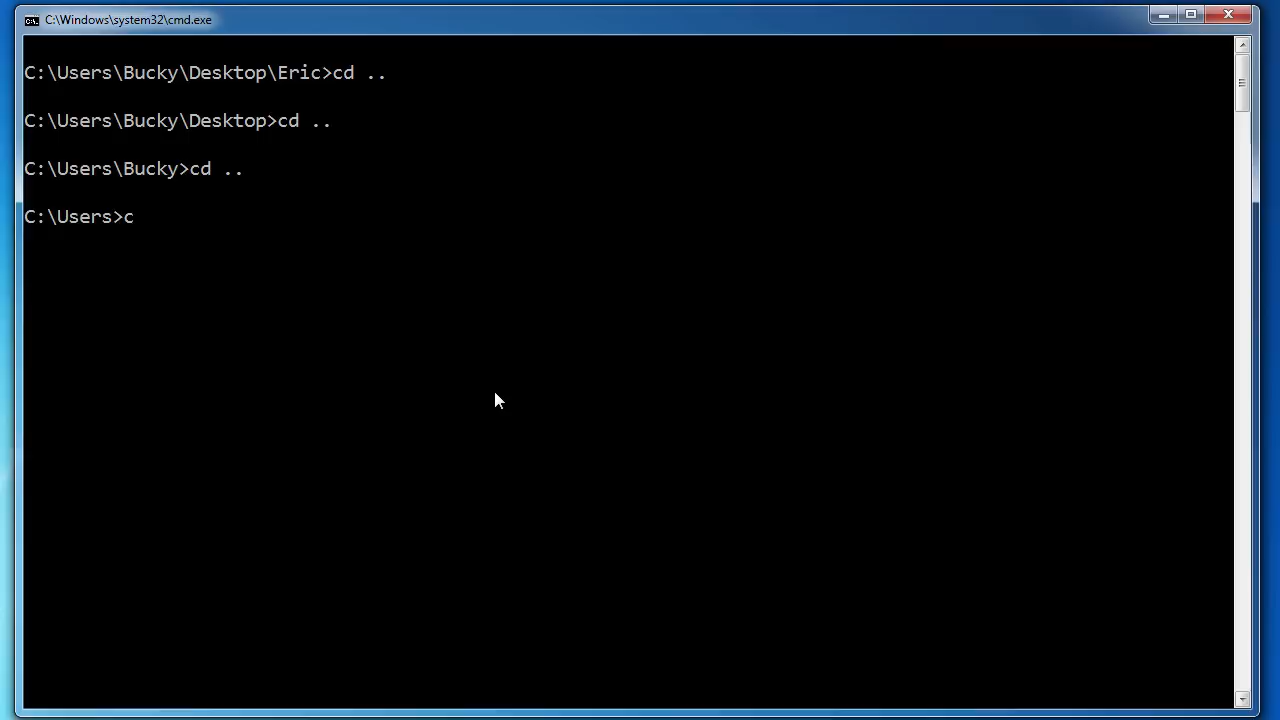 C:\Windows\system32\cmd.exe
C:\Users\Bucky\Desktop\Eric>cd ..
C:\Users\Bucky\Desktop>cd ..
C:\Users\Bucky>cd ..
C:\Users>c